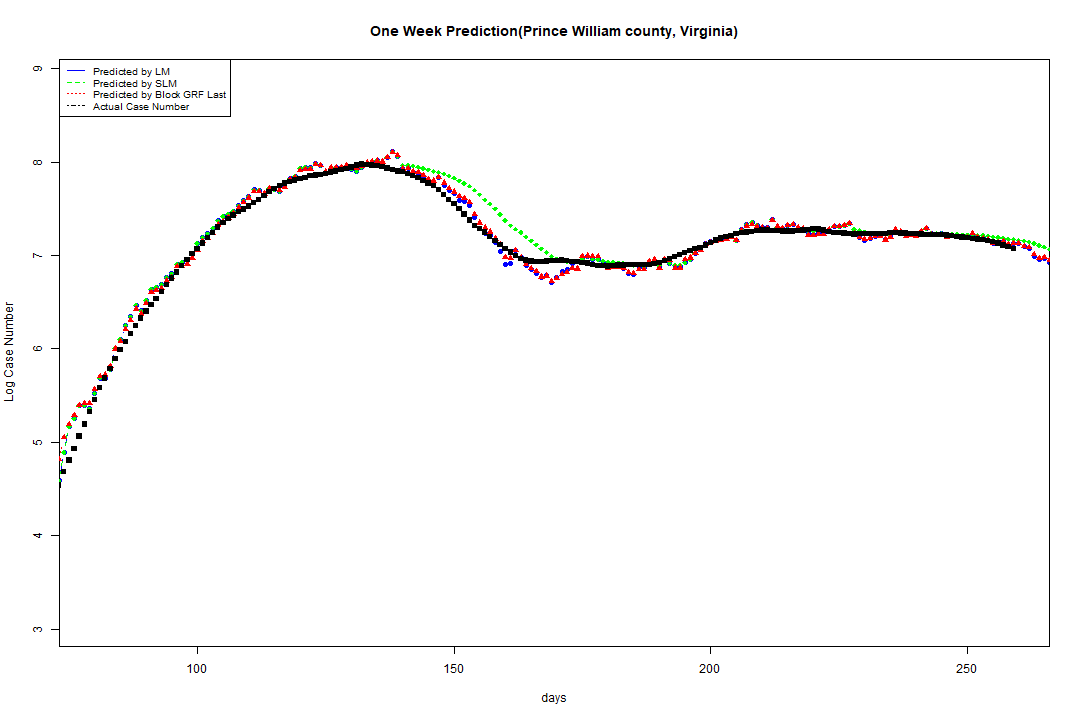 One Week Prediction(Prince William county, Virginia)
9
Predicted by LM
Predicted by SLM
Predicted by Block GRF Last
Actual Case Number
8
7
6
5
4
3
Log Case Number
100
150
200
250
days